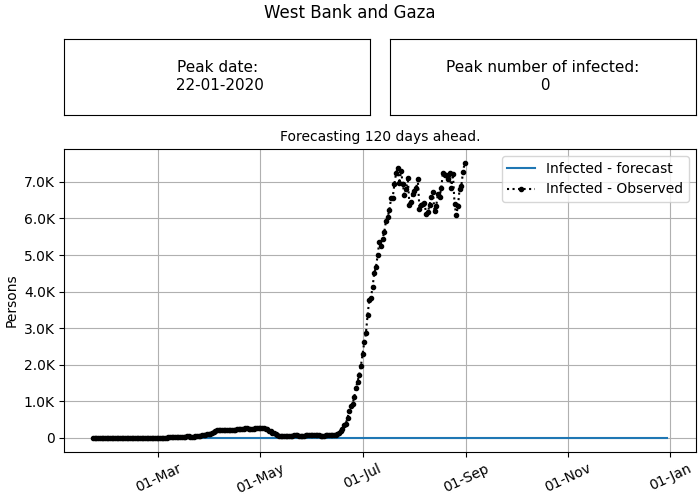 West Bank and Gaza
Peak date:
22-01-2020
Peak number of infected:
0
Forecasting 120 days ahead.
Infected - forecast
Infected - Observed
Persons
7.0K
6.0K
5.0K
4.0K
3.0K
2.0K
1.0K
0
01-Mar
01-May
01-Jul
01-Sep
01-Nov
01-Jan